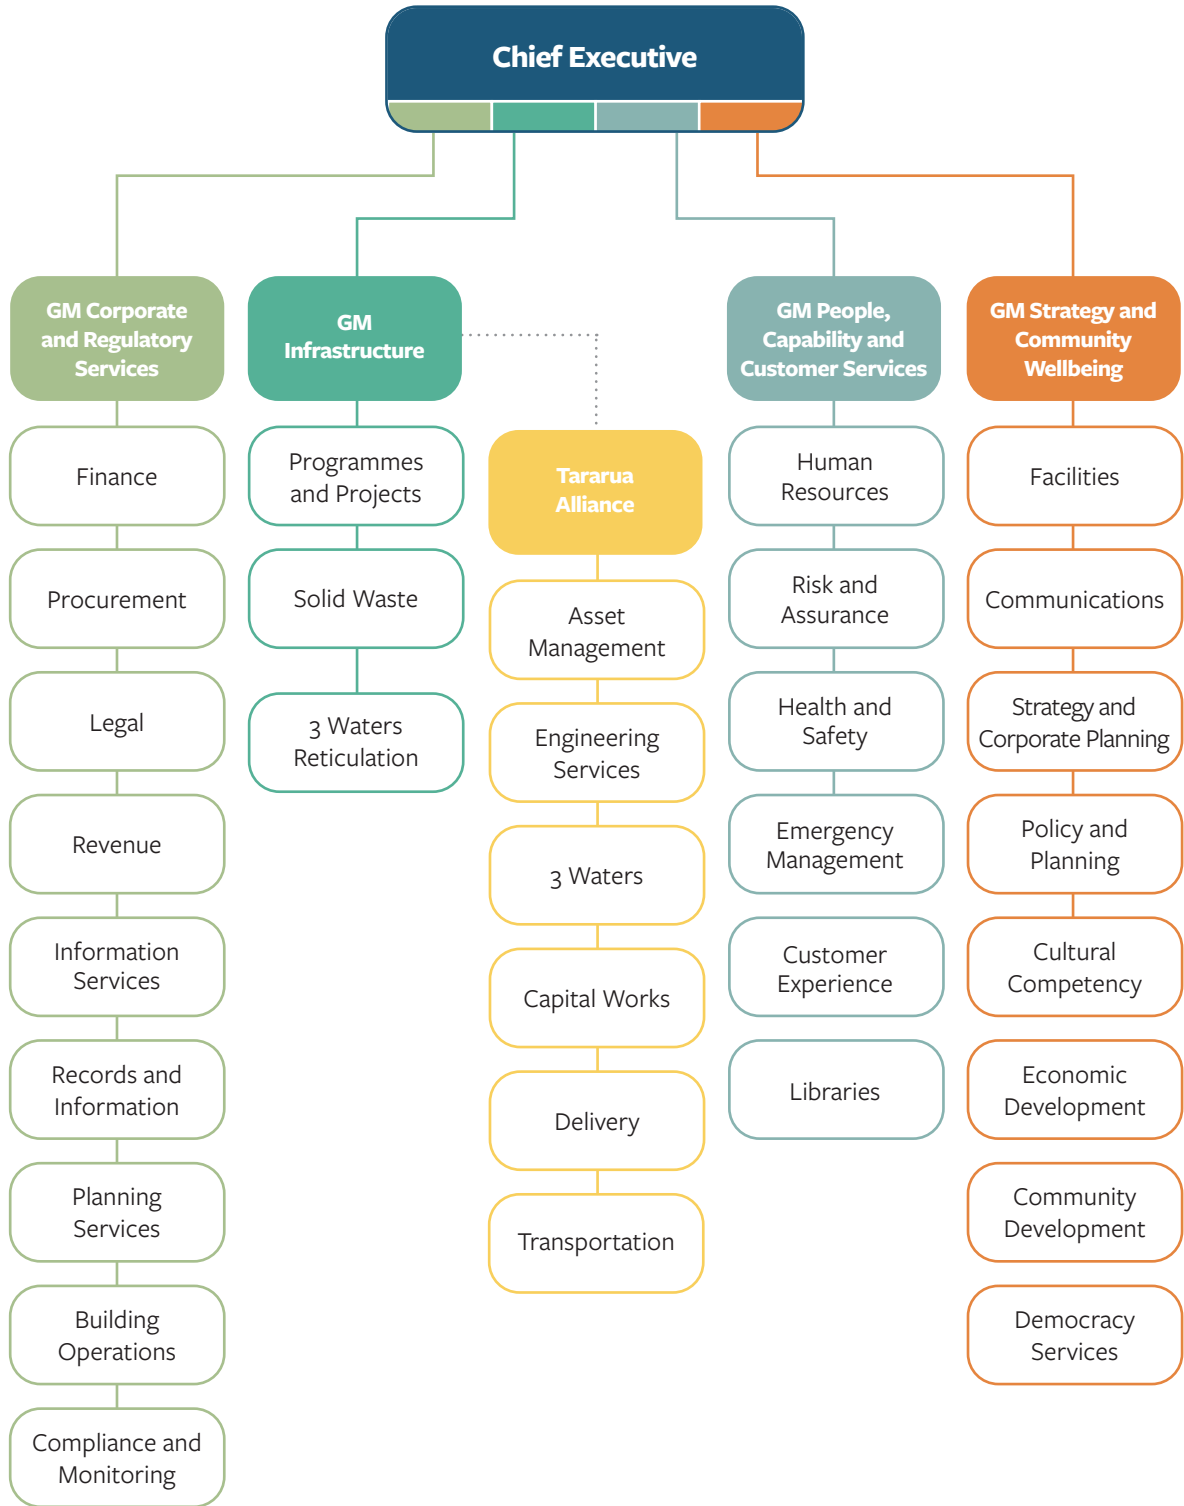 Chief Executive
GM Corporate
and Regulatory
Services
Finance
Procurement
Legal
Revenue
Information
Services
Records and
Information
Planning
Services
Building
Operations
Compliance and
Monitoring
GM
Infrastructure
Programmes
and Projects
Solid Waste
3 Waters
Reticulation
Tararua
Alliance
Asset
Management
Engineering
Services
3 Waters
Capital Works
Delivery
Transportation
GM People,
Capability and
Customer Services
Human
Resources
Risk and
Assurance
Health and
Safety
Emergency
Management
Customer
Experience
Libraries
GM Strategy and
Community
Wellbeing
Facilities
Communications
Strategy and
Corporate Planning
Policy and
Planning
Cultural
Competency
Economic
Development
Community
Development
Democracy
Services